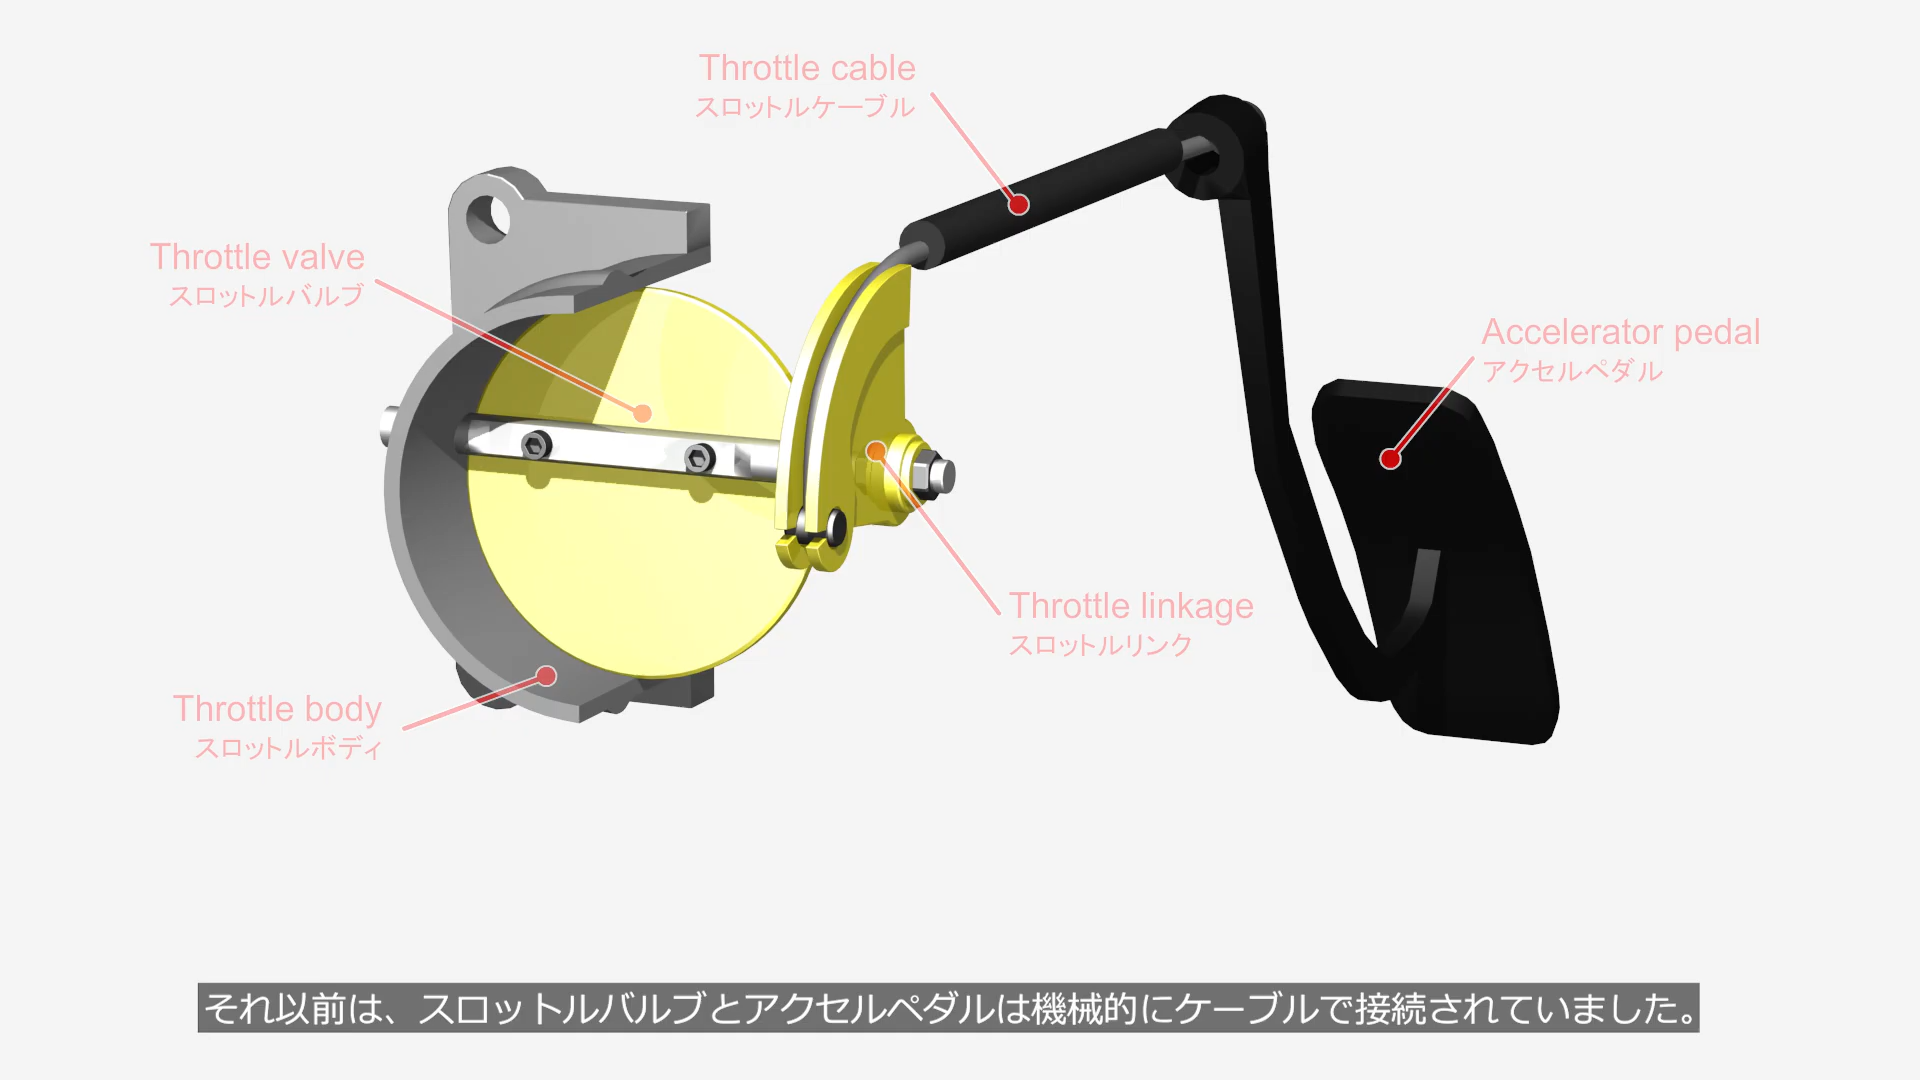 Throttle cable
スロットルケーブル
Throttle valve
スロットルバルブ
Accelerator pedal
アクセルペダル
Throttle linkage
スロットルリンク
Throttle body
スロットルボディ
それ以前は、スロットルバルブとアクセルペダルは機械的にケーブルで接続されていました。